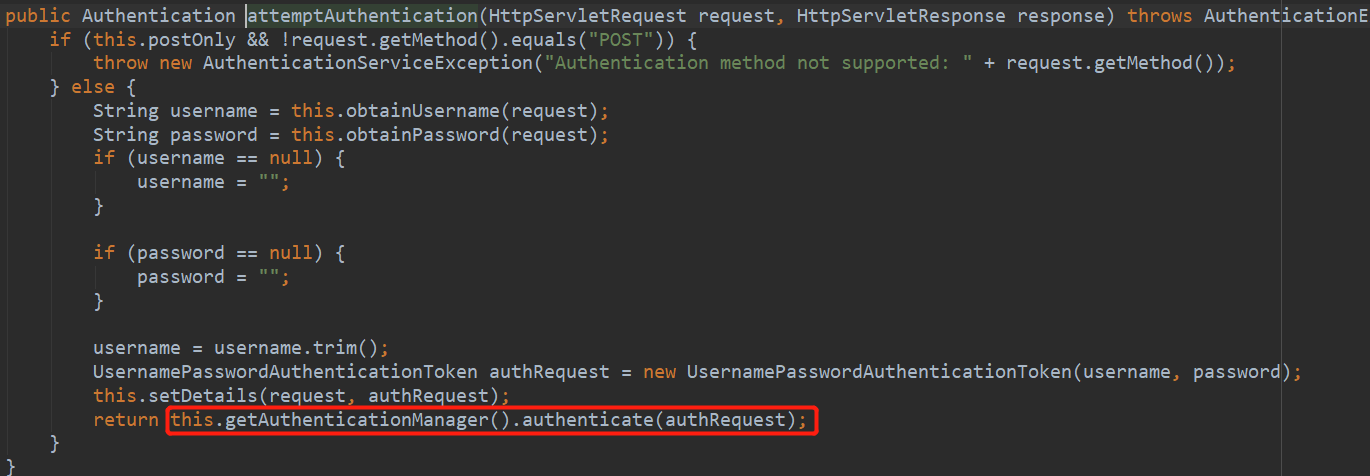 public Authentication attemptAuthentication(HttpServletRequest request, HttpServletResponse response) throws AuthenticationE
if (this.postOnly && !request.getMethod().equals("POST")) {
throw new AuthenticationServiceException("Authentication method not supported: " + request.getMethod());
} else {
String username = this.obtainUsername(request);
String password = this.obtainPassword(request);
if (username == null) {
username = "";
}
if (password == null) {
password = "";
}
username = username.trim();
UsernamePasswordAuthenticationToken authRequest = new UsernamePasswordAuthenticationToken(username, password);
this.setDetails(request, authRequest);
return this.getAuthenticationManager().authenticate(authRequest);
}
}